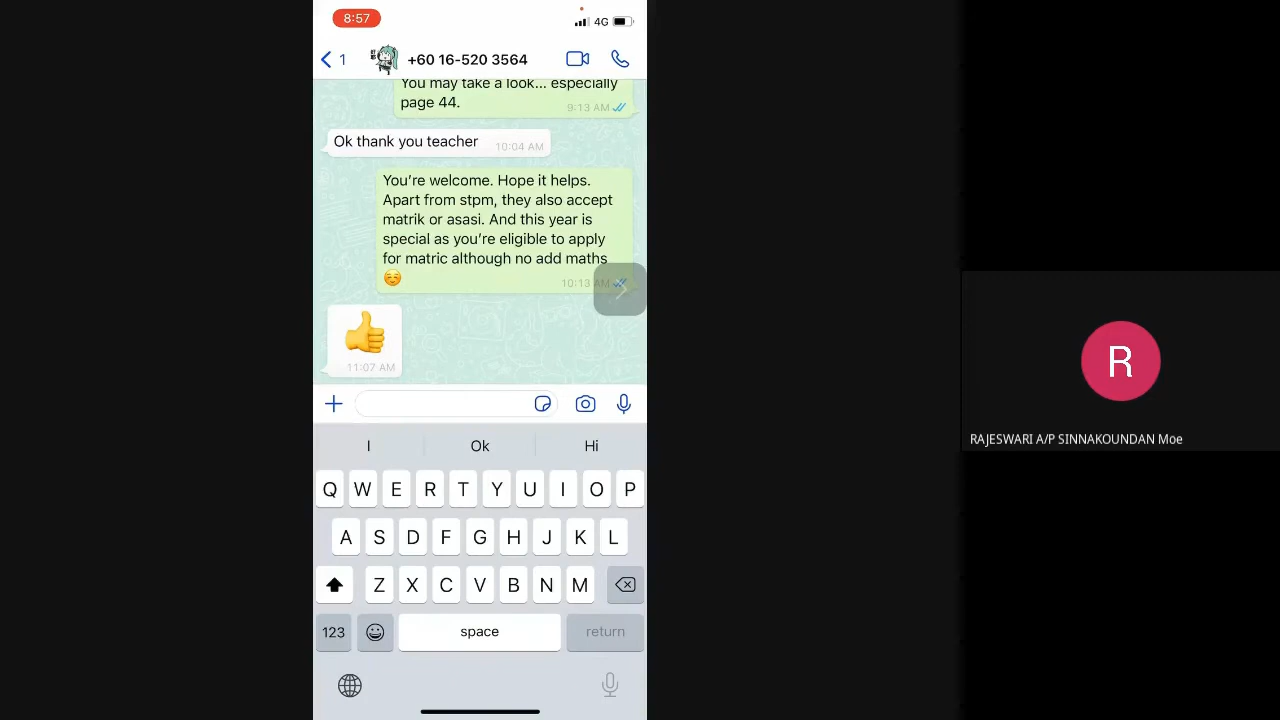 8:57
4G
1
+60 16-520 3564
You may take a look... especially
page 44.
9:13 AM
Ok thank you teacher
10:04 AM
You’re welcome. Hope it helps.
Apart from stpm, they also accept
matrik or asasi. And this year is
special as you’re eligible to apply
for matric although no add maths
☺️
10:13 AM
👍
11:07 AM
I
Ok
Hi
Q W E R T Y U I O P
A S D F G H J K L
Z X C V B N M
123
space
return
R
RAJESWARI A/P SINNAKOUNDAN Moe